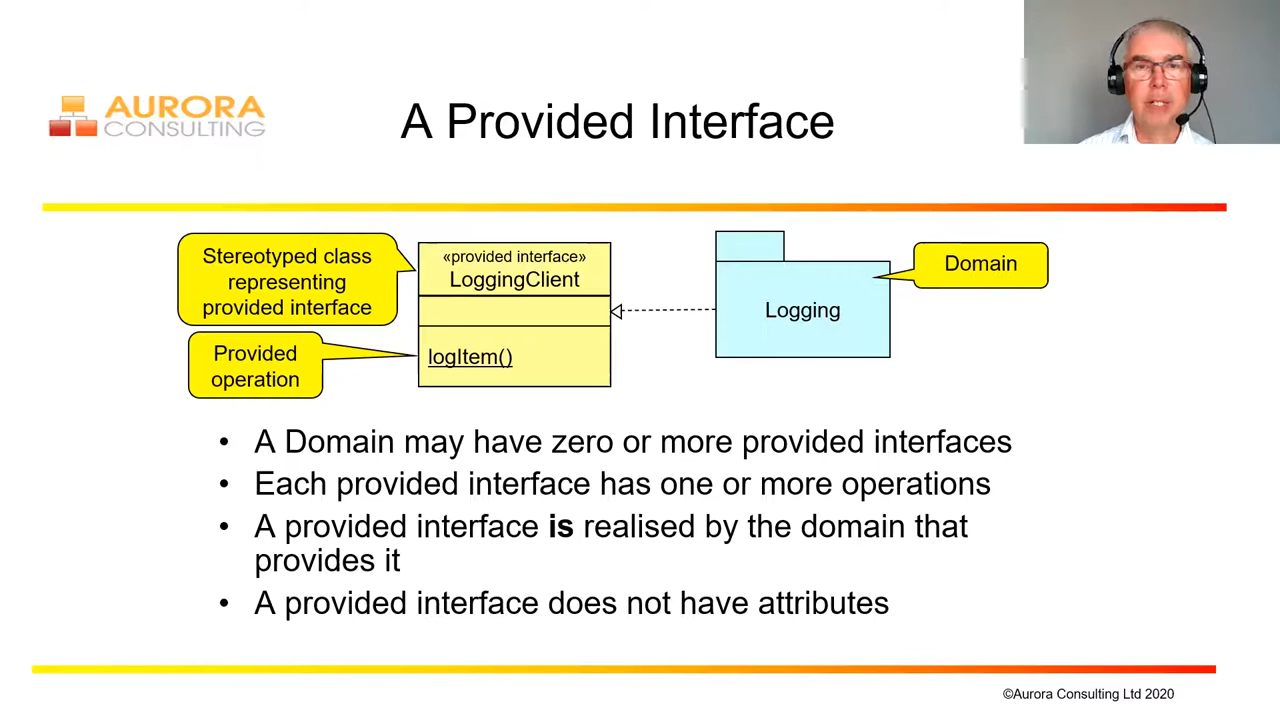 AURORA
CONSULTING
A Provided Interface
Stereotyped class
representing
provided interface
«provided interface»
LoggingClient
Domain
Logging
Provided
operation
logItem()
• A Domain may have zero or more provided interfaces
• Each provided interface has one or more operations
• A provided interface is realised by the domain that
provides it
• A provided interface does not have attributes
©Aurora Consulting Ltd 2020